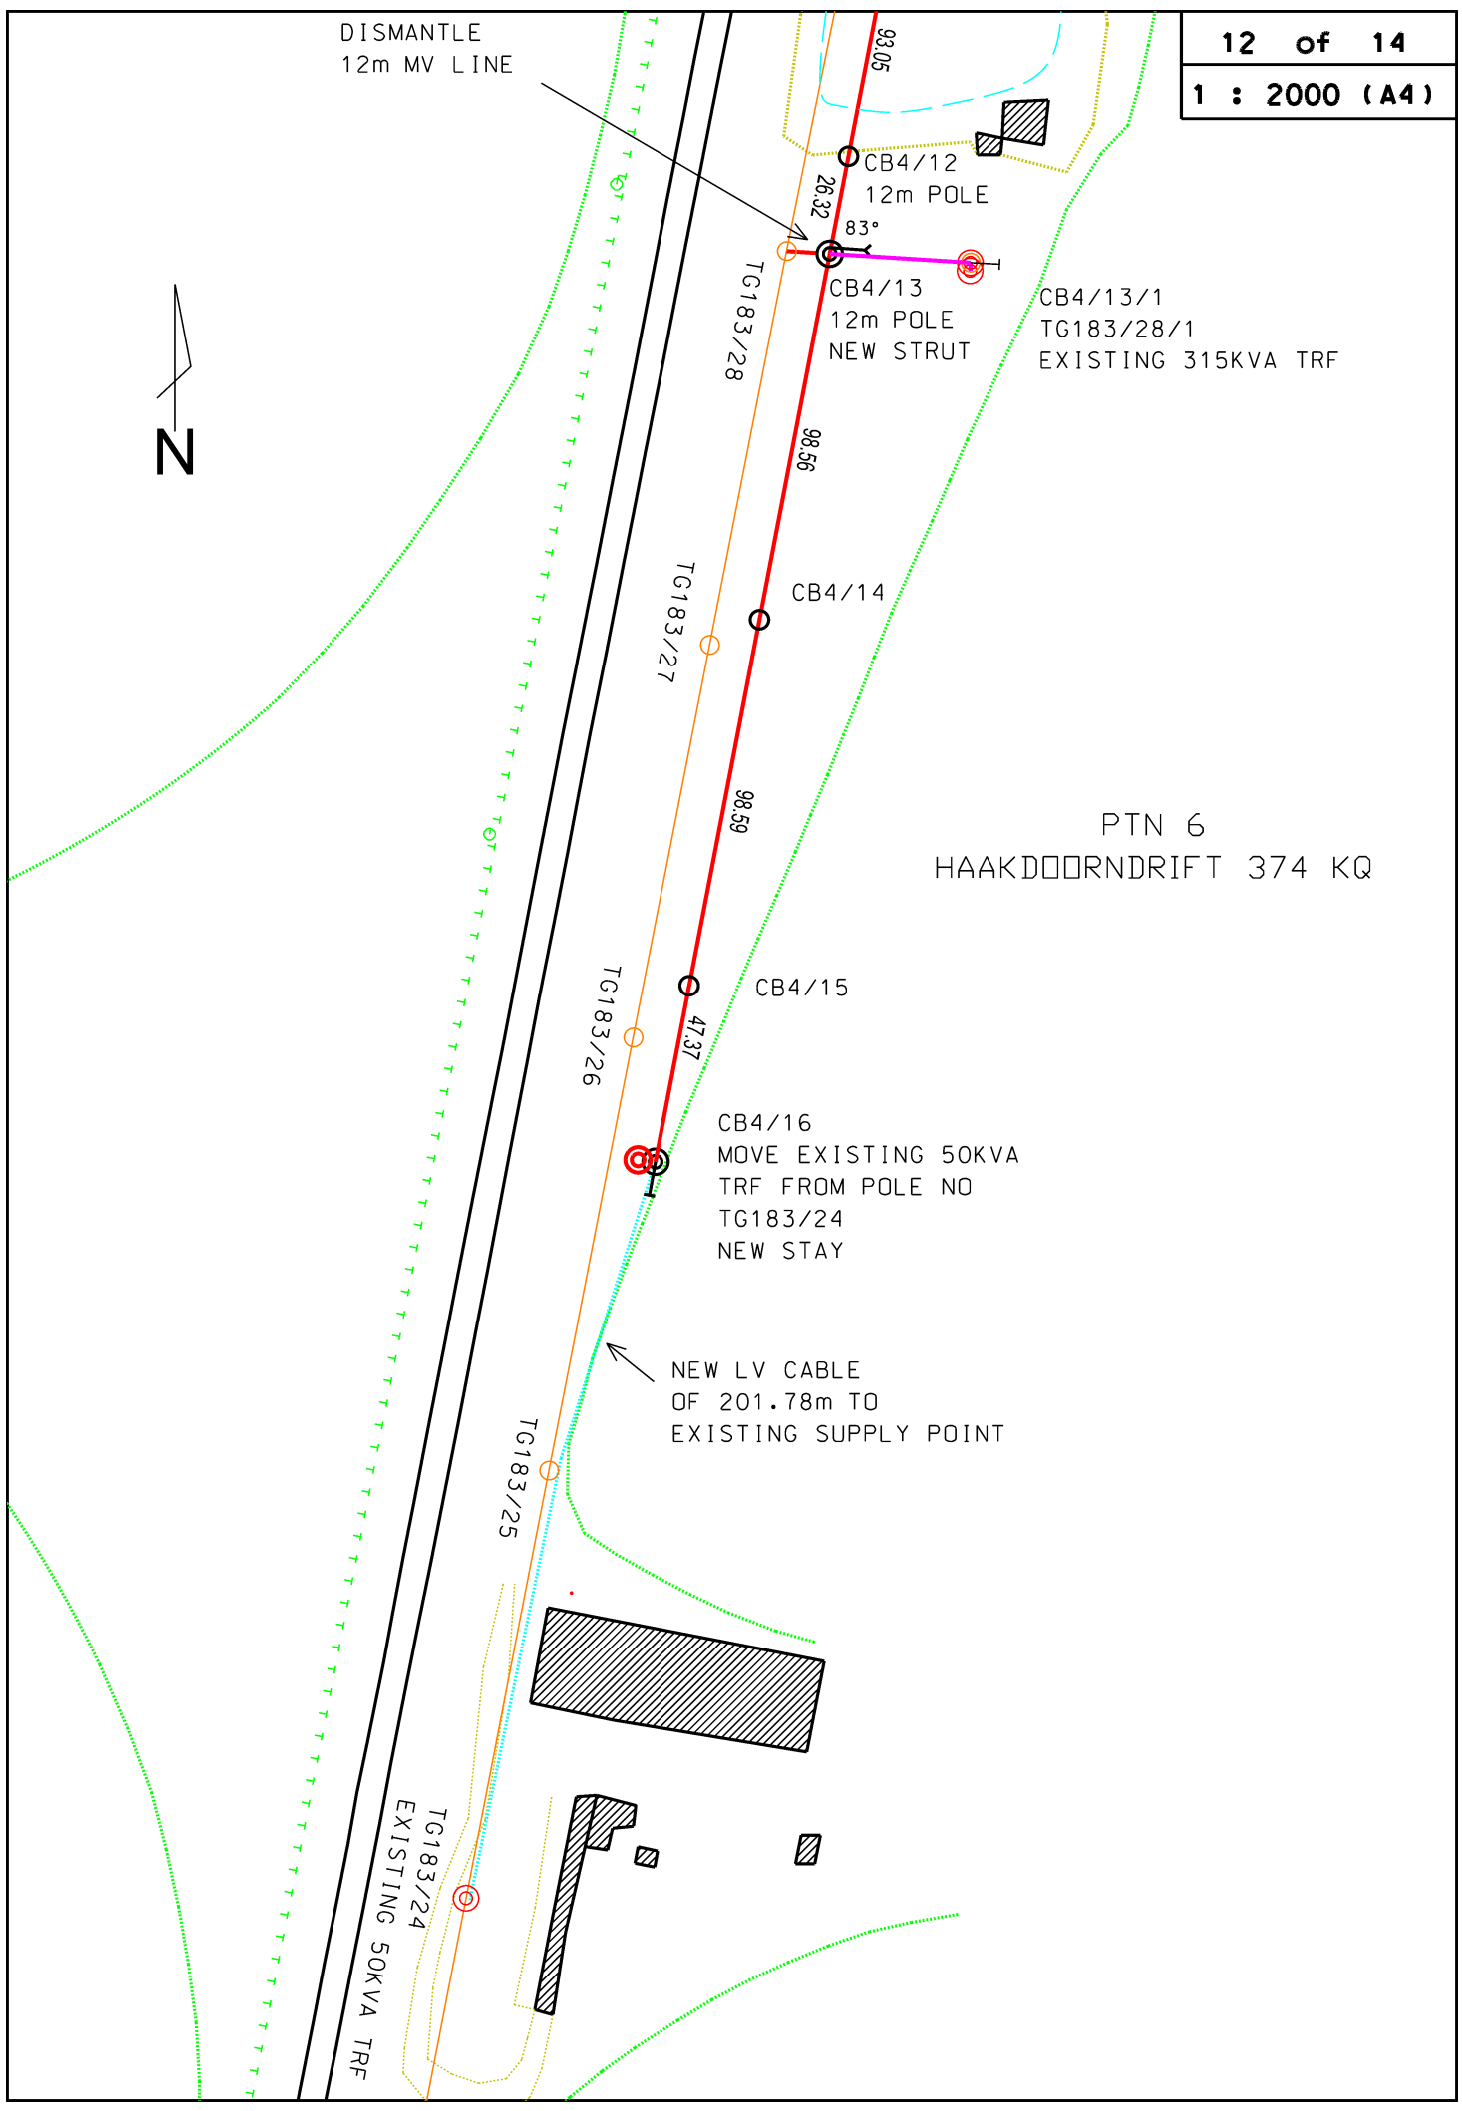 DISMANTLE
12m MV LINE
12 of 14
1 : 2000 (A4)
93.05
CB4/12
12m POLE
26.32
83°
CB4/13
12m POLE
NEW STRUT
CB4/13/1
TG183/28/1
EXISTING 315KVA TRF
TG183/28
N
98.56
TG183/27
CB4/14
98.59
PTN 6
HAAKDOORNDRIFT 374 KQ
TG183/26
CB4/15
47.37
CB4/16
MOVE EXISTING 50KVA
TRF FROM POLE NO
TG183/24
NEW STAY
NEW LV CABLE
OF 201.78m TO
EXISTING SUPPLY POINT
TG183/25
TG183/24
EXISTING 50KVA TRF